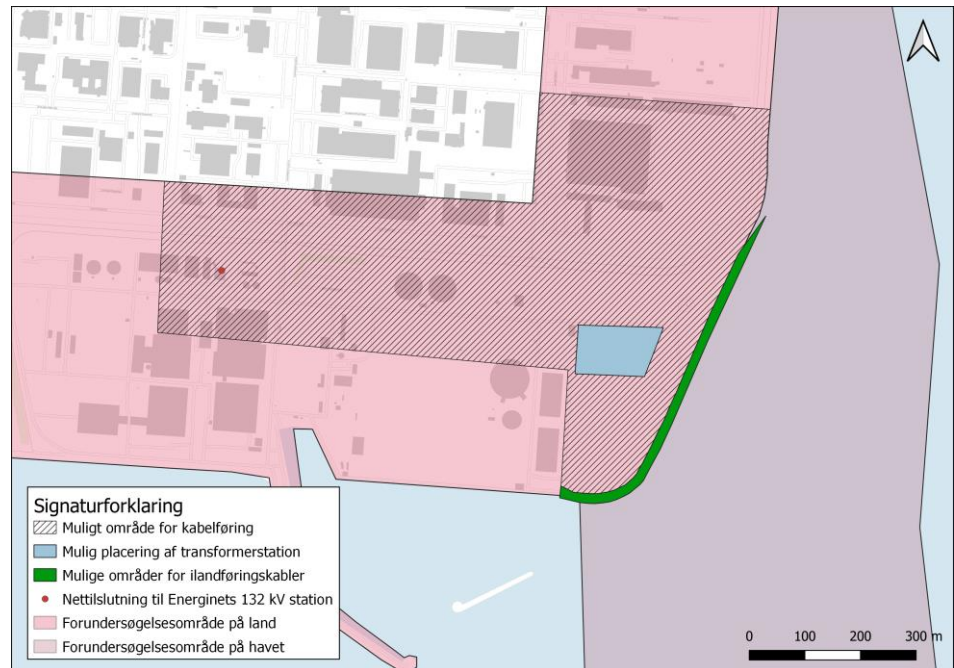 Signaturforklaring
Muligt område for kabelføring
Mulig placering af transformerstation
Mulige områder for ilandføringskabler
Nettilslutning til Energinets 132 kV station
Forundersøgelsesområde på land
Forundersøgelsesområde på havet
0 100 200 300 m